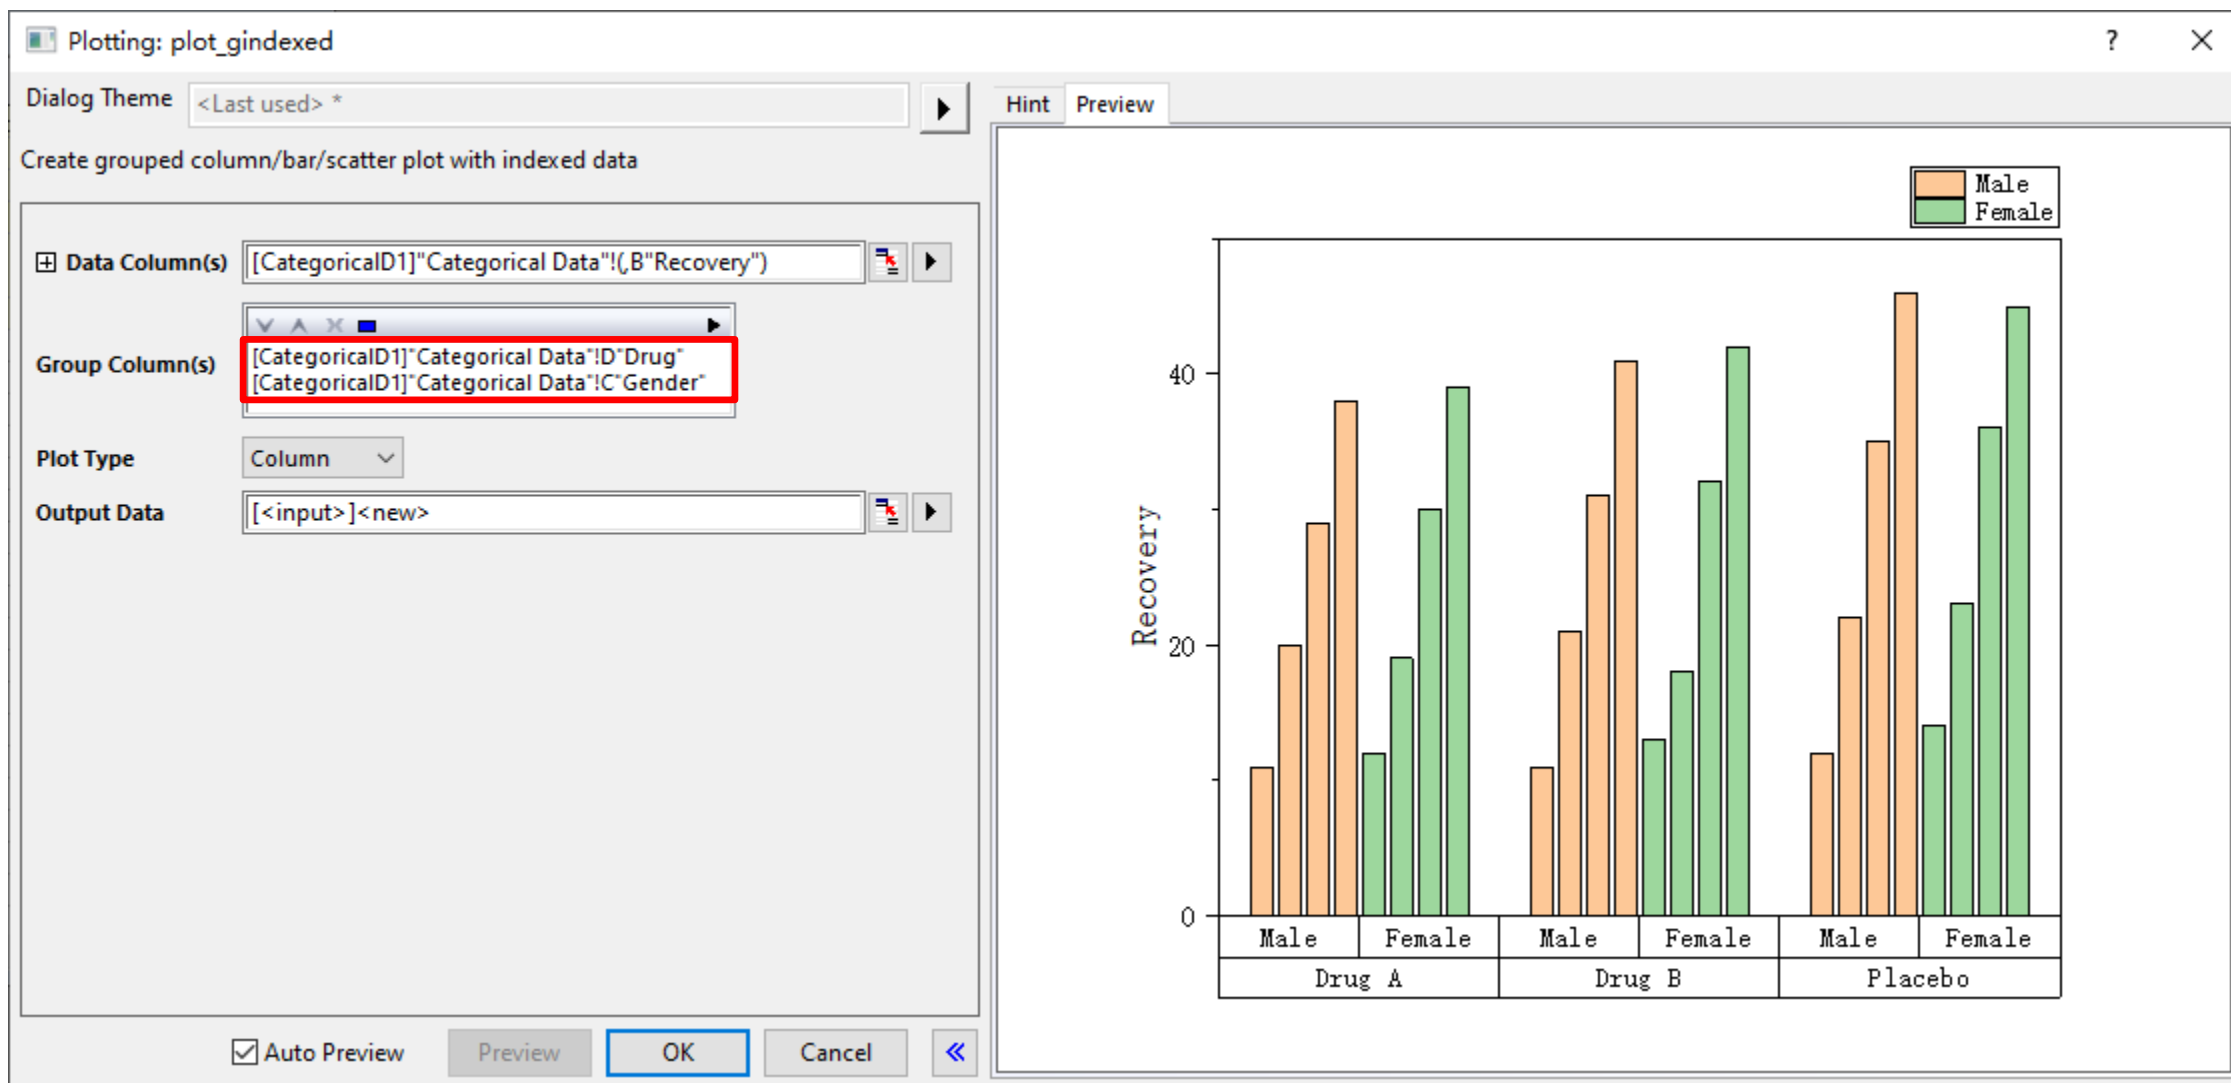 Plotting: plot_gindexed
?
Dialog Theme
<Last used> *
Hint
Preview
Create grouped column/bar/scatter plot with indexed data
Data Column(s)
[CategoricalD1]"Categorical Data"!(,B"Recovery")
Group Column(s)
[CategoricalD1]"Categorical Data"!D"Drug"
[CategoricalD1]"Categorical Data"!C"Gender"
Plot Type
Column
Output Data
[<input>]<new>
Auto Preview
Preview
OK
Cancel
Male
Female
Recovery
40
20
0
Male Female Male Female Male Female
Drug A Drug B Placebo